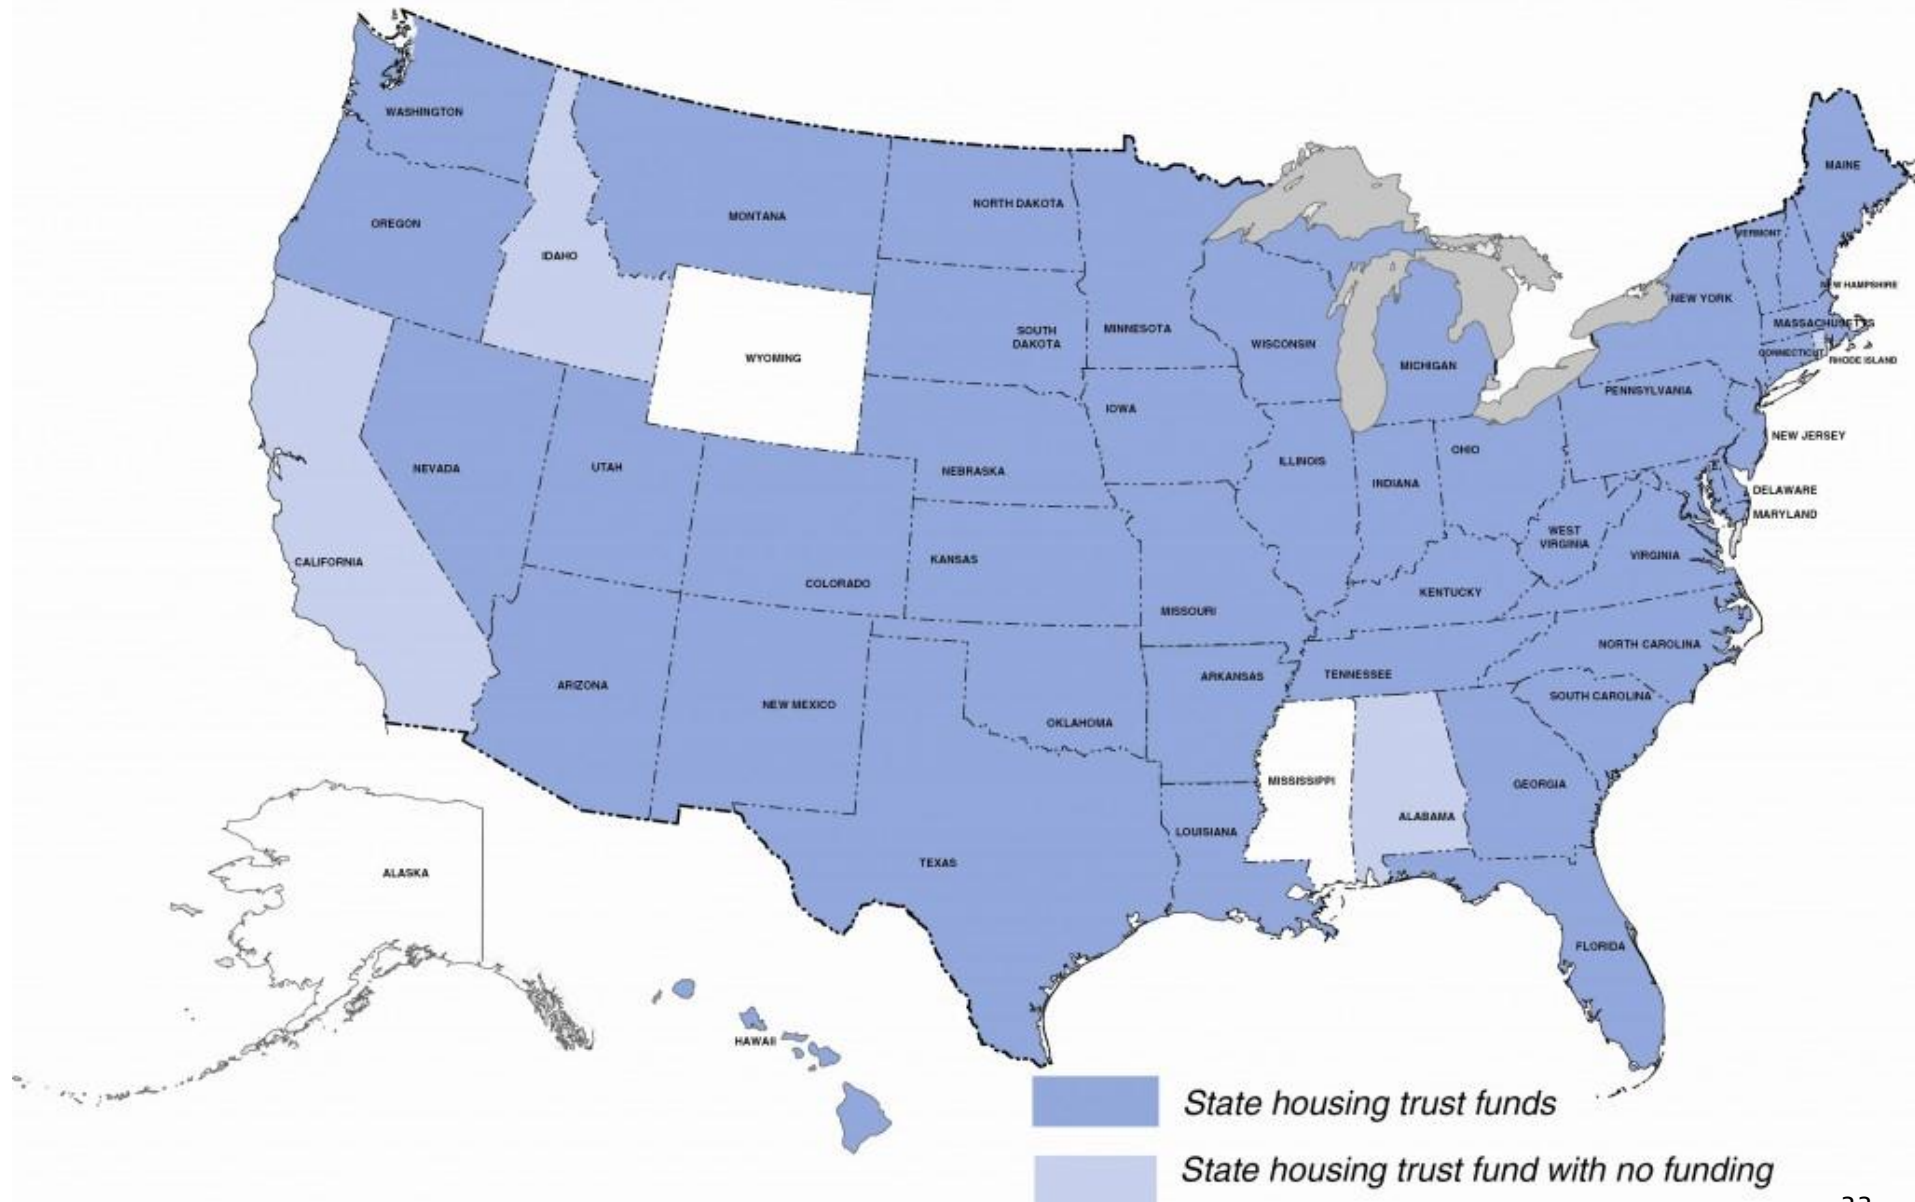 WASHINGTON
MAINE
NORTH DAKOTA
MONTANA
OREGON
VERMONT
IDAHO
NEW HAMPSHIRE
NEW YORK
MASSACHUSETTS
MINNESOTA
SOUTH
DAKOTA
WISCONSIN
CONNECTICUT
RHODE ISLAND
WYOMING
MICHIGAN
PENNSYLVANIA
IOWA
NEW JERSEY
OHIO
ILLINOIS
NEVADA
UTAH
NEBRASKA
INDIANA
DELAWARE
MARYLAND
WEST
VIRGINIA
VIRGINIA
KANSAS
CALIFORNIA
COLORADO
KENTUCKY
MISSOURI
NORTH CAROLINA
TENNESSEE
ARKANSAS
ARIZONA
SOUTH CAROLINA
NEW MEXICO
OKLAHOMA
MISSISSIPPI
GEORGIA
ALABAMA
LOUISIANA
TEXAS
ALASKA
FLORIDA
HAWAII
State housing trust funds
State housing trust fund with no funding